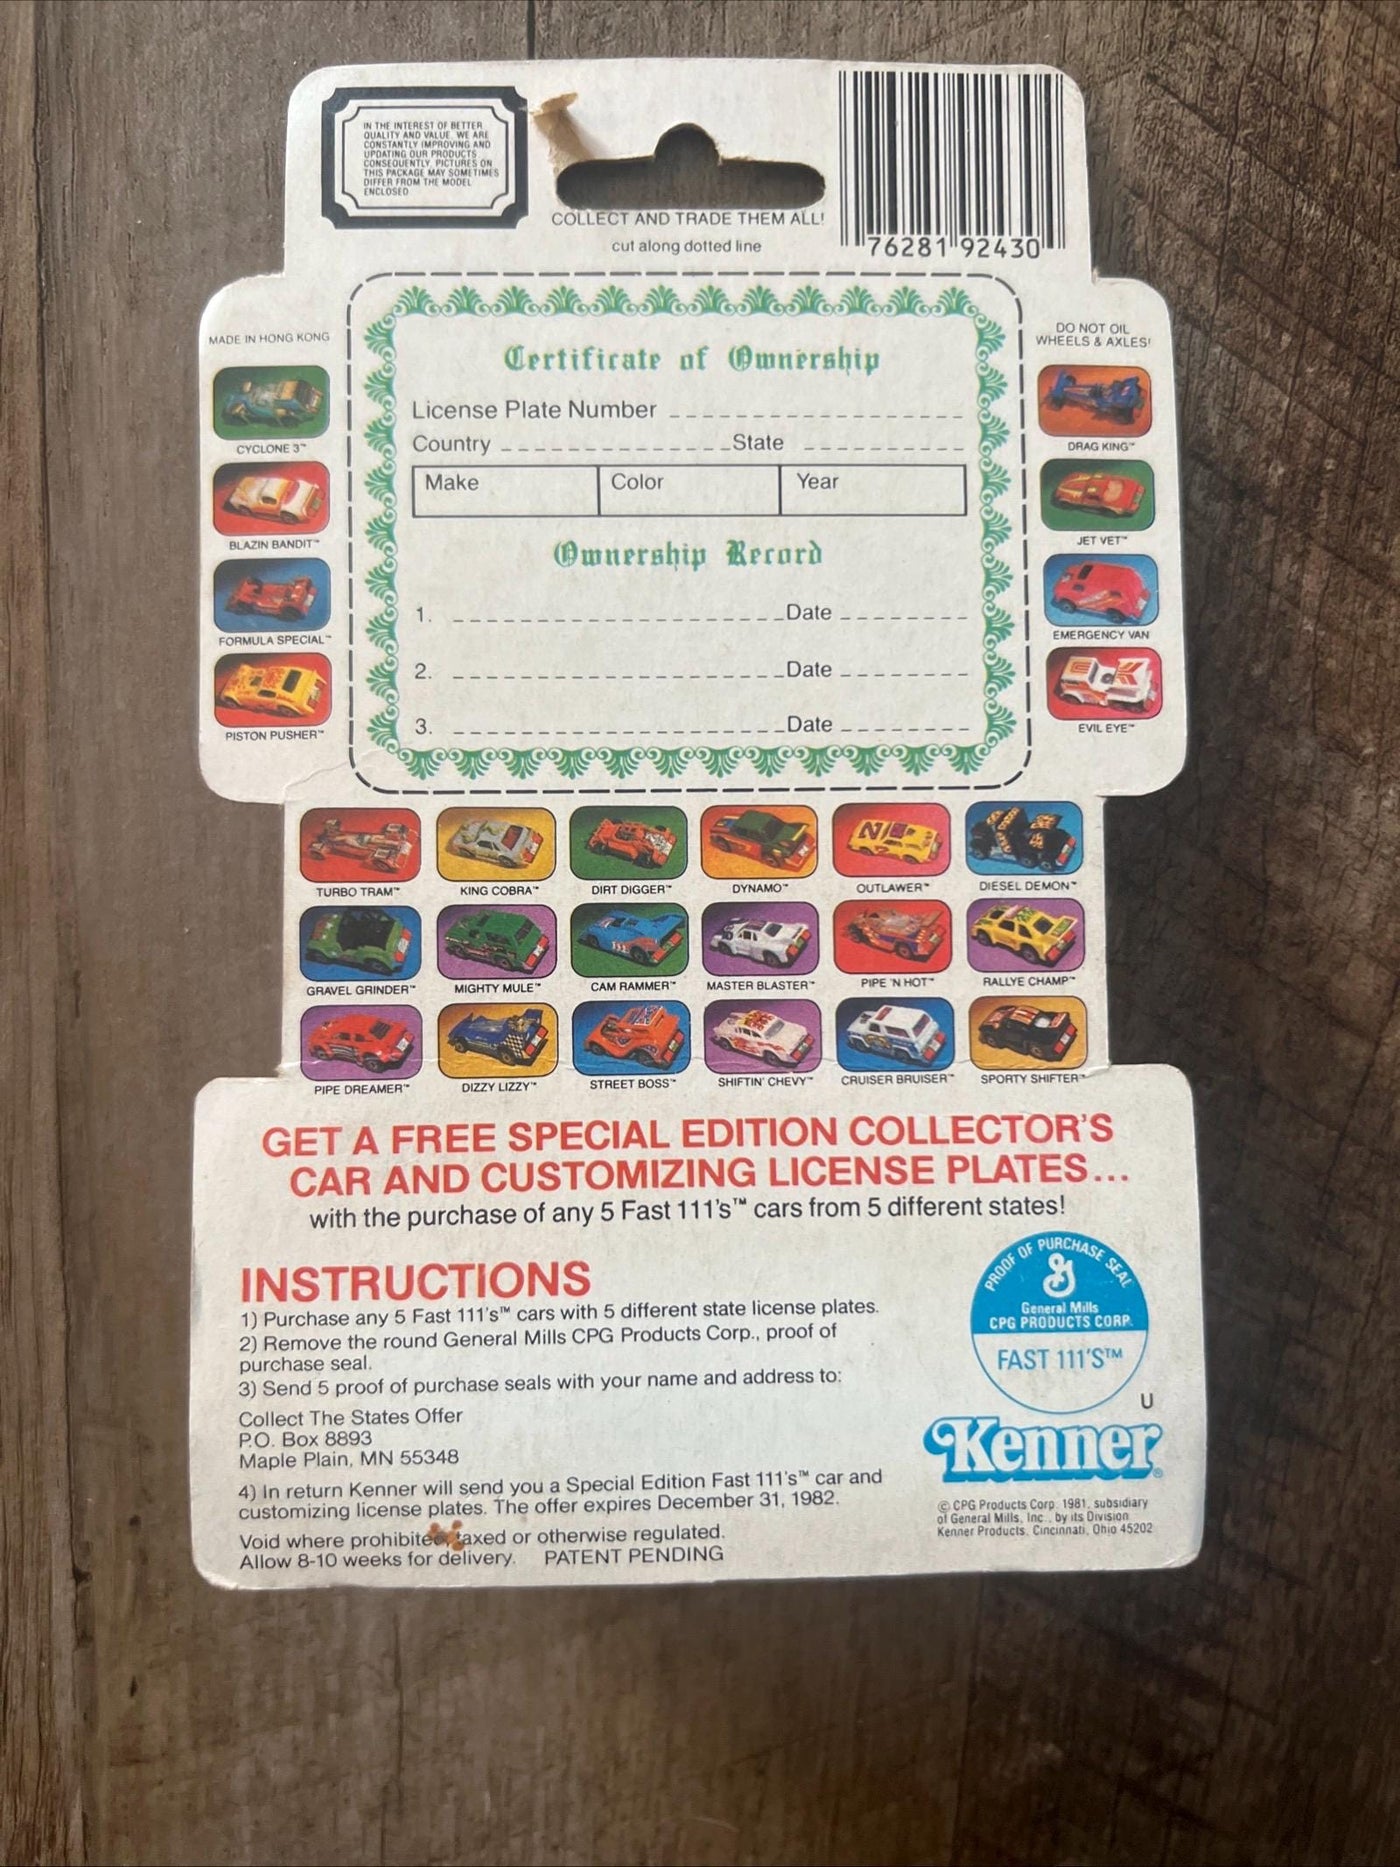 IN THE INTEREST OF BETTER
QUALITY AND VALUE, WE ARE
CONSTANTLY IMPROVING AND
UPDATING OUR PRODUCTS
CONSEQUENTLY, PICTURES ON
THIS PACKAGE MAY SOMETIMES
DIFFER FROM THE MODEL
ENCLOSED
COLLECT AND TRADE THEM ALL!
cut along dotted line
76281 92430
MADE IN HONG KONG
CYCLONE 3™
BLAZIN BANDIT™
FORMULA SPECIAL™
PISTON PUSHER™
Certificate of Ownership
License Plate Number
Country State
Make Color Year
Ownership Record
1. Date
2. Date
3. Date
DO NOT OIL
WHEELS & AXLES!
DRAG KING™
JET VET™
EMERGENCY VAN
EVIL EYE™
TURBO TRAM™ KING COBRA™ DIRT DIGGER™ DYNAMO™ OUTLAWER™ DIESEL DEMON™
GRAVEL GRINDER™ MIGHTY MULE™ CAM RAMMER™ MASTER BLASTER™ PIPE 'N HOT™ RALLYE CHAMP™
PIPE DREAMER™ DIZZY LIZZY™ STREET BOSS™ SHIFTIN' CHEVY™ CRUISER BRUISER™ SPORTY SHIFTER™
GET A FREE SPECIAL EDITION COLLECTOR'S
CAR AND CUSTOMIZING LICENSE PLATES...
with the purchase of any 5 Fast 111's™ cars from 5 different states!
INSTRUCTIONS
1) Purchase any 5 Fast 111's™ cars with 5 different state license plates.
2) Remove the round General Mills CPG Products Corp., proof of
purchase seal.
3) Send 5 proof of purchase seals with your name and address to:
Collect The States Offer
P.O. Box 8893
Maple Plain, MN 55348
4) In return Kenner will send you a Special Edition Fast 111's™ car and
customizing license plates. The offer expires December 31, 1982.
Void where prohibited, taxed or otherwise regulated.
Allow 8-10 weeks for delivery. PATENT PENDING
PROOF OF PURCHASE SEAL
G
General Mills
CPG PRODUCTS CORP.
FAST 111'S™
U
Kenner®
© CPG Products Corp. 1981, subsidiary
of General Mills, Inc., by its Division
Kenner Products, Cincinnati, Ohio 45202